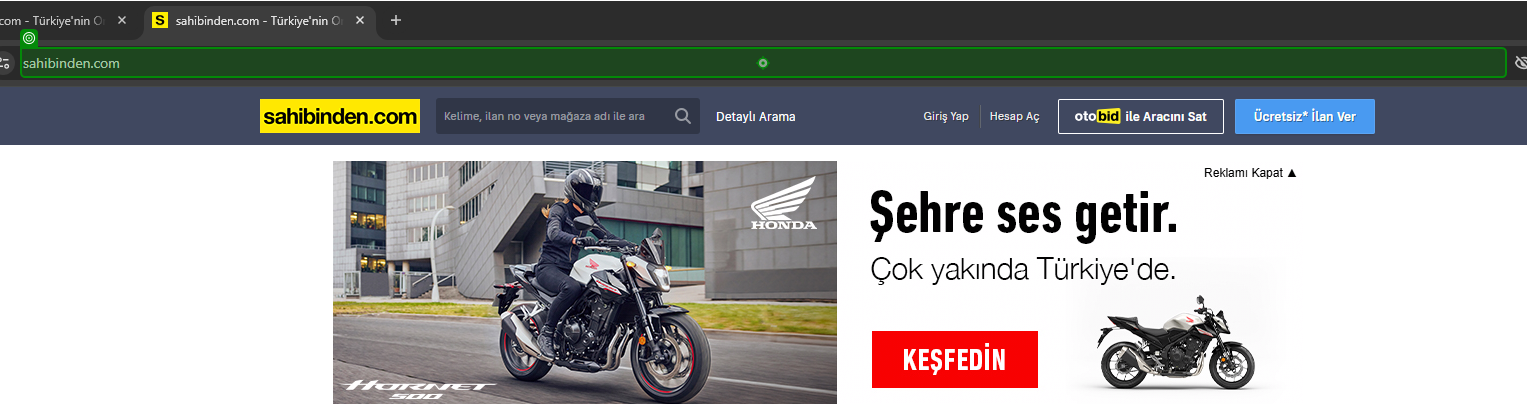 com - Türkiye'nin O
sahibinden.com - Türkiye'nin O
sahibinden.com
sahibinden.com
Kelime, ilan no veya mağaza adı ile ara
Detaylı Arama
Giriş Yap
Hesap Aç
otobid ile Aracını Sat
Ücretsiz* İlan Ver
Reklamı Kapat ▲
HONDA
Şehre ses getir.
Çok yakında Türkiye'de.
KEŞFEDİN
HORNET
500